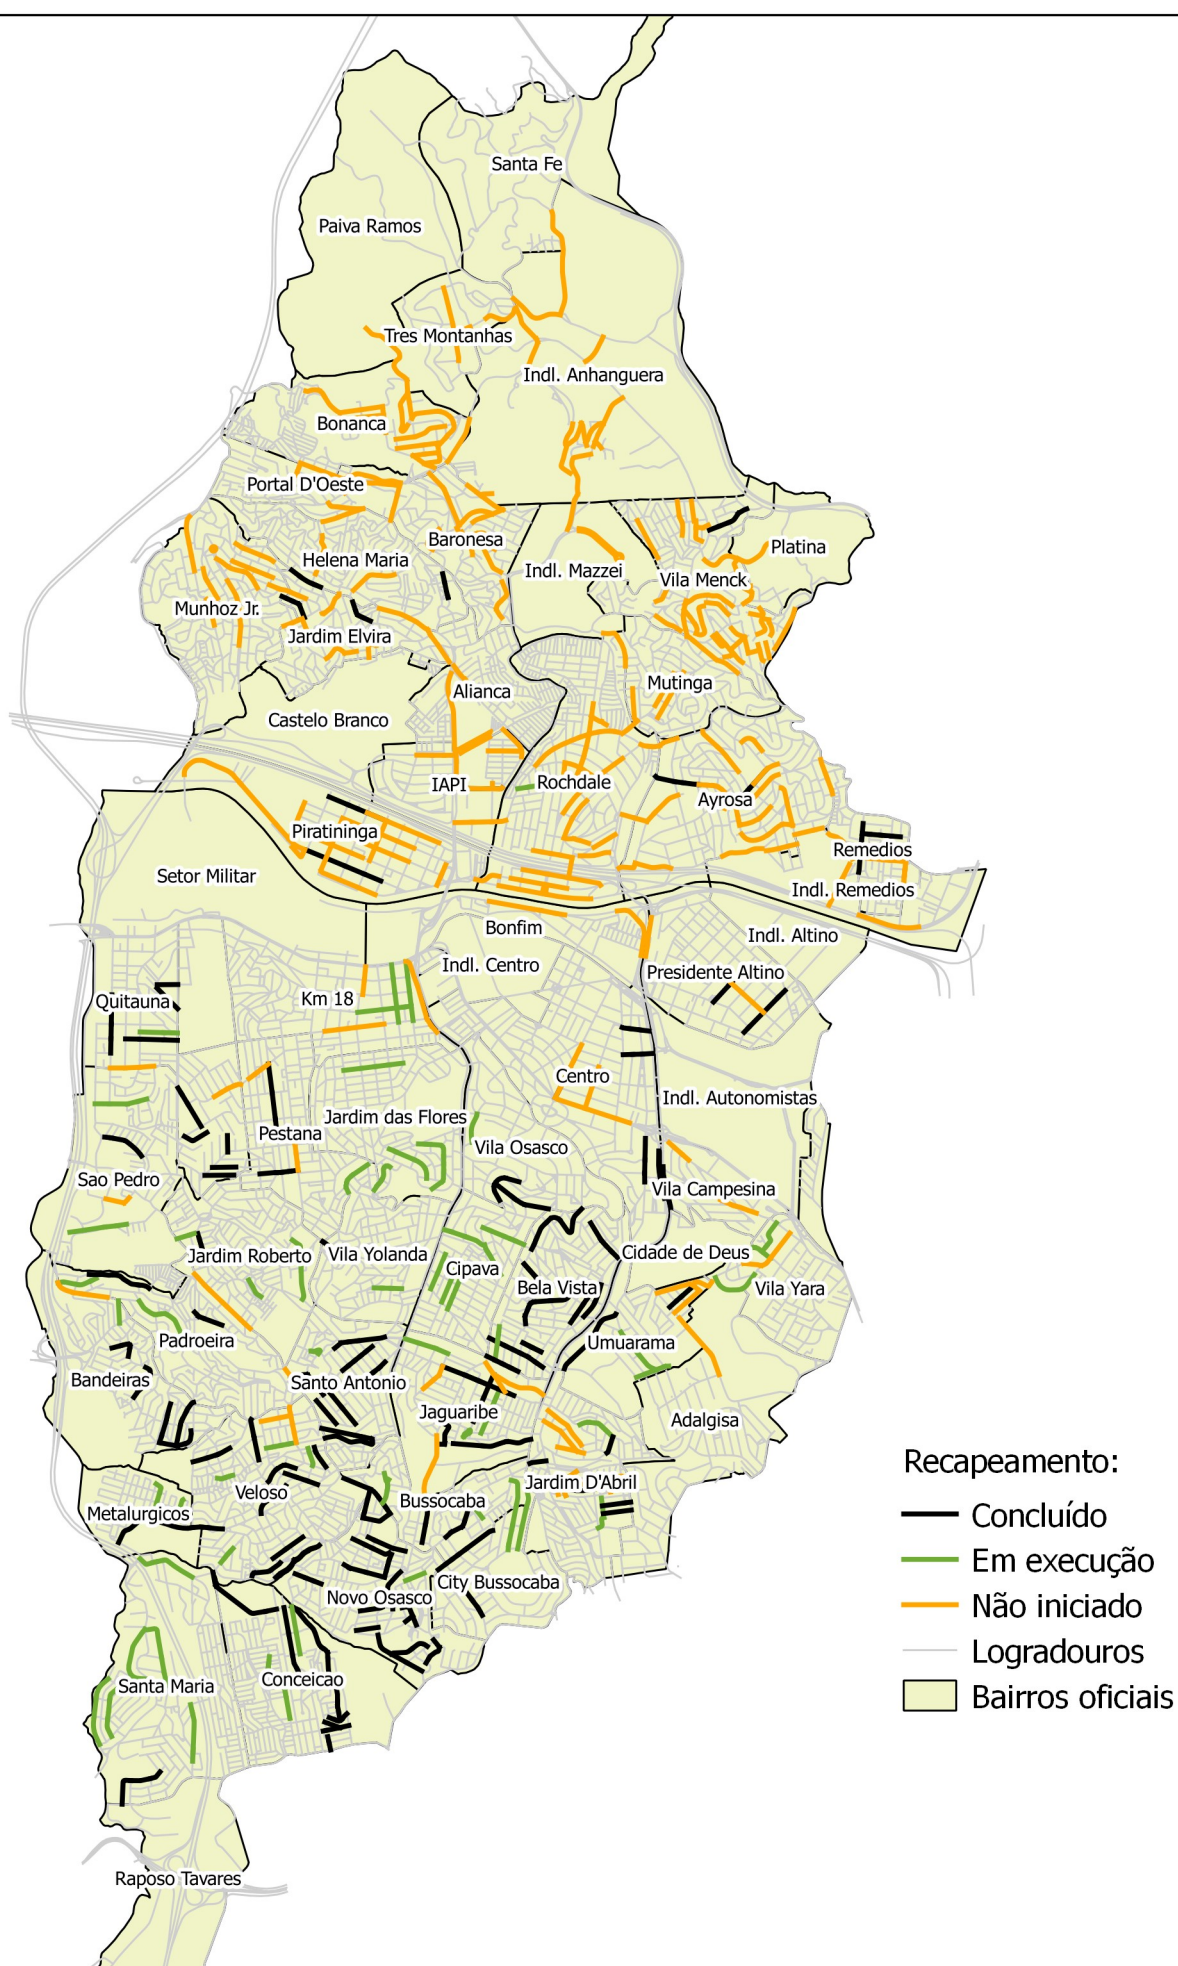 Santa Fe
Paiva Ramos
Tres Montanhas
Indl. Anhanguera
Bonanca
Portal D'Oeste
Baronesa
Platina
Helena Maria
Indl. Mazzei
Vila Menck
Munhoz Jr.
Jardim Elvira
Mutinga
Alianca
Castelo Branco
IAPI
Rochdale
Ayrosa
Piratininga
Remedios
Setor Militar
Indl. Remedios
Bonfim
Indl. Altino
Indl. Centro
Presidente Altino
Quitauna
Km 18
Centro
Indl. Autonomistas
Jardim das Flores
Pestana
Vila Osasco
Sao Pedro
Vila Campesina
Jardim Roberto
Vila Yolanda
Cidade de Deus
Cipava
Bela Vista
Vila Yara
Padroeira
Umuarama
Bandeiras
Santo Antonio
Jaguaribe
Adalgisa
Jardim D'Abril
Veloso
Bussocaba
Metalurgicos
City Bussocaba
Novo Osasco
Conceicao
Santa Maria
Raposo Tavares
Recapeamento:
Concluído
Em execução
Não iniciado
Logradouros
Bairros oficiais